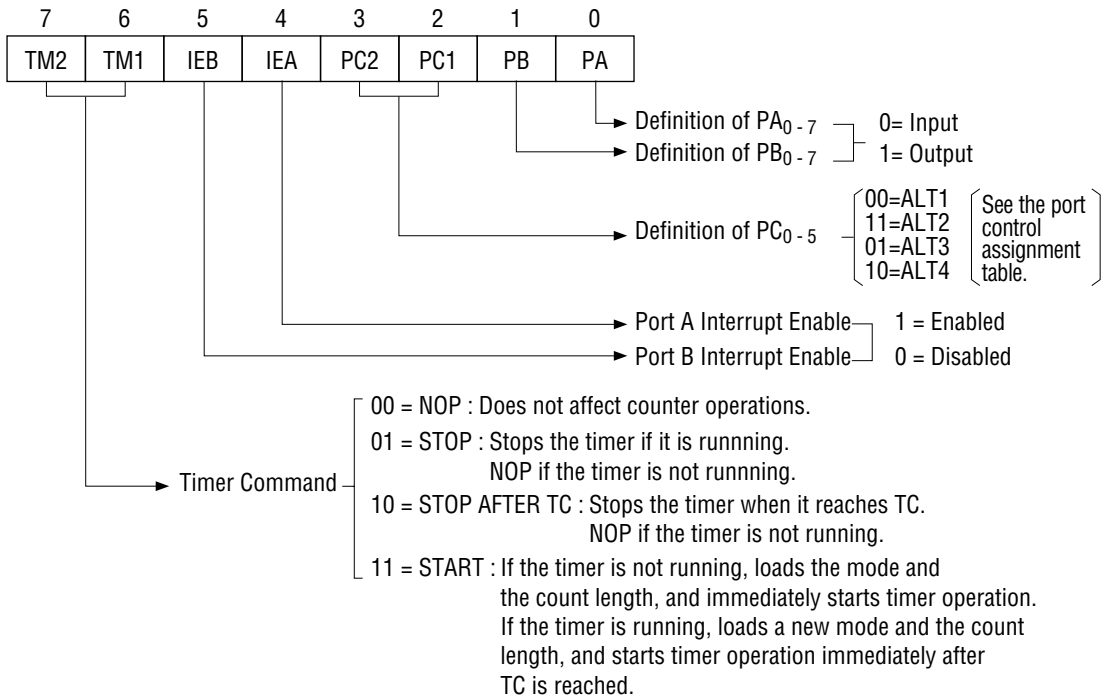 7 6 5 4 3 2 1 0
TM2 TM1 IEB IEA PC2 PC1 PB PA
Definition of PA0 - 7
0= Input
Definition of PB0 - 7
1= Output
Definition of PC0 - 5
00=ALT1
11=ALT2
01=ALT3
10=ALT4
See the port
control
assignment
table.
Port A Interrupt Enable
1 = Enabled
Port B Interrupt Enable
0 = Disabled
Timer Command
00 = NOP : Does not affect counter operations.
01 = STOP : Stops the timer if it is runnning.
NOP if the timer is not runnning.
10 = STOP AFTER TC : Stops the timer when it reaches TC.
NOP if the timer is not running.
11 = START : If the timer is not running, loads the mode and
the count length, and immediately starts timer operation.
If the timer is running, loads a new mode and the count
length, and starts timer operation immediately after
TC is reached.